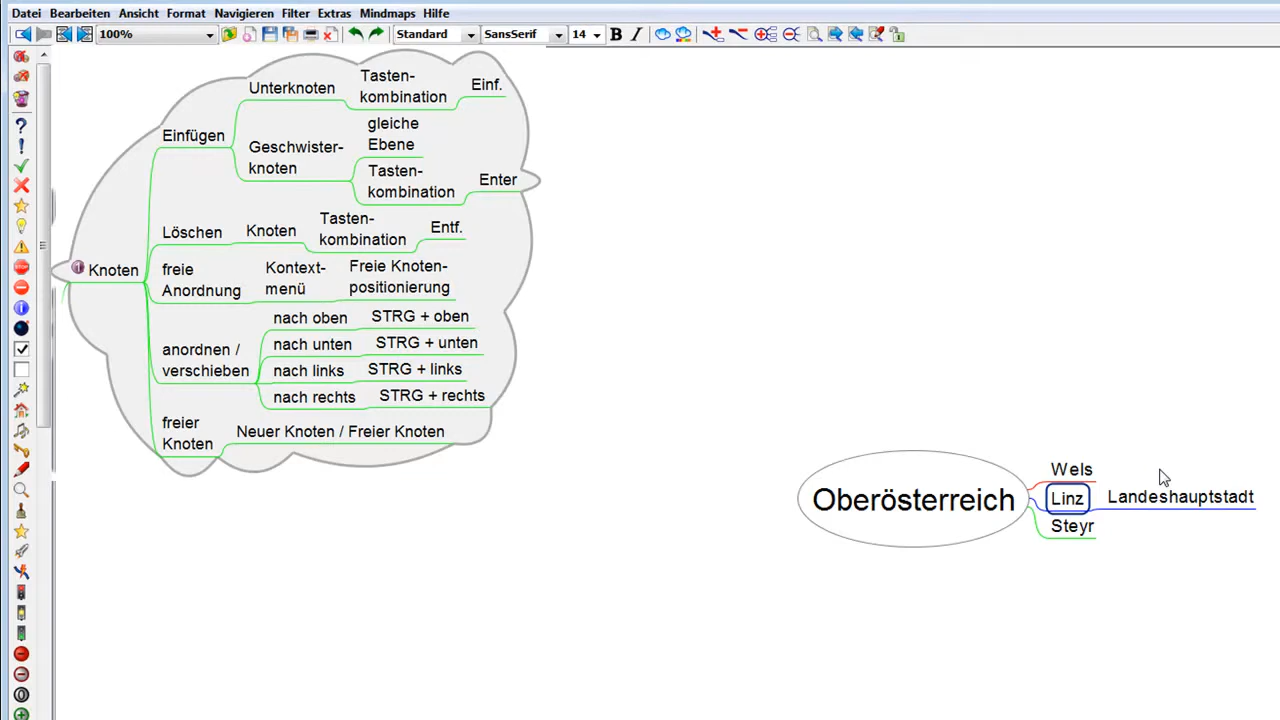 Datei Bearbeiten Ansicht Format Navigieren Filter Extras Mindmaps Hilfe
100% Standard SansSerif 14 B I
Knoten
Einfügen
Unterknoten
Tasten-
kombination
Einf.
Geschwister-
knoten
gleiche
Ebene
Tasten-
kombination
Enter
Löschen
Knoten
Tasten-
kombination
Entf.
freie
Anordnung
Kontext-
menü
Freie Knoten-
positionierung
anordnen /
verschieben
nach oben STRG + oben
nach unten STRG + unten
nach links STRG + links
nach rechts STRG + rechts
freier
Knoten
Neuer Knoten / Freier Knoten
Oberösterreich
Wels
Linz Landeshauptstadt
Steyr